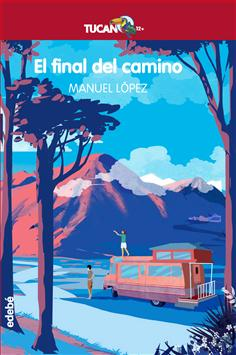 TUCAN 12+
El final del camino
MANUEL LÓPEZ
edebé